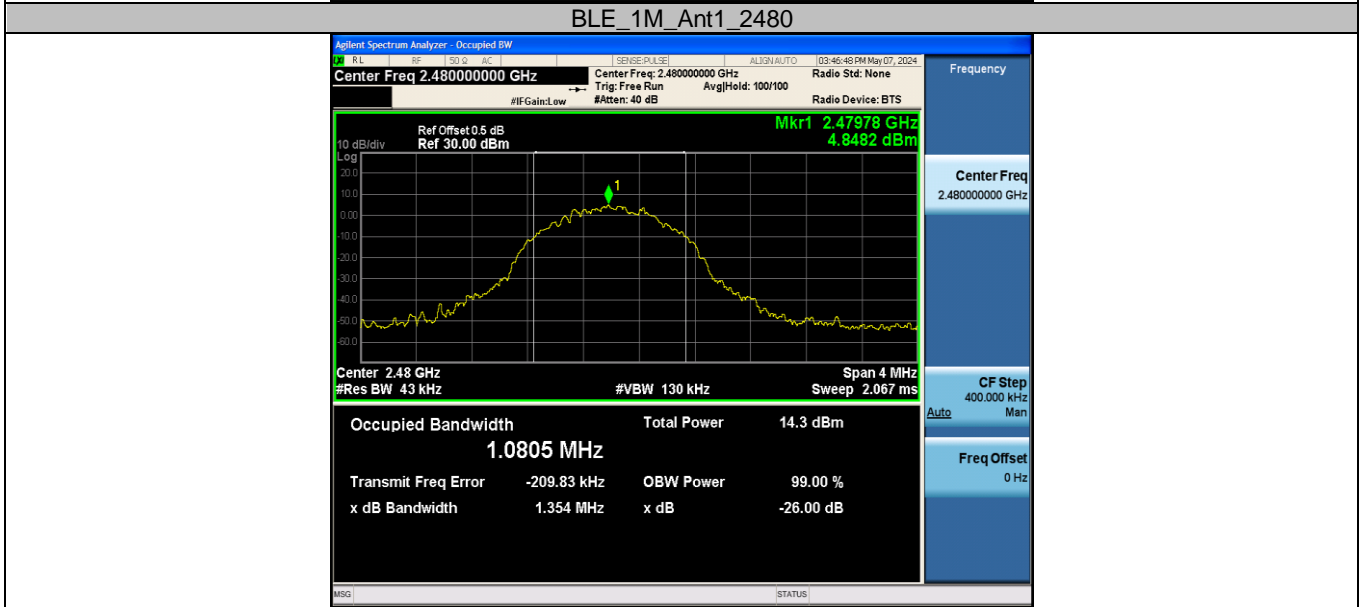 BLE_1M_Ant1_2480
Agilent Spectrum Analyzer - Occupied BW
RL RF 50 Ω AC SENSE:PULSE ALIGN AUTO 03:46:48 PM May 07, 2024
Center Freq 2.480000000 GHz
Center Freq: 2.480000000 GHz
Radio Std: None
Trig: Free Run Avg|Hold: 100/100
#IFGain:Low #Atten: 40 dB Radio Device: BTS
Ref Offset 0.5 dB
10 dB/div Ref 30.00 dBm
Mkr1 2.47978 GHz
4.8482 dBm
Log
20.0
10.0
0.00
-10.0
-20.0
-30.0
-40.0
-50.0
-60.0
1
Center 2.48 GHz Span 4 MHz
#Res BW 43 kHz #VBW 130 kHz Sweep 2.067 ms
Occupied Bandwidth Total Power 14.3 dBm
1.0805 MHz
Transmit Freq Error -209.83 kHz OBW Power 99.00 %
x dB Bandwidth 1.354 MHz x dB -26.00 dB
MSG STATUS
Frequency
Center Freq
2.480000000 GHz
CF Step
400.000 kHz
Auto Man
Freq Offset
0 Hz